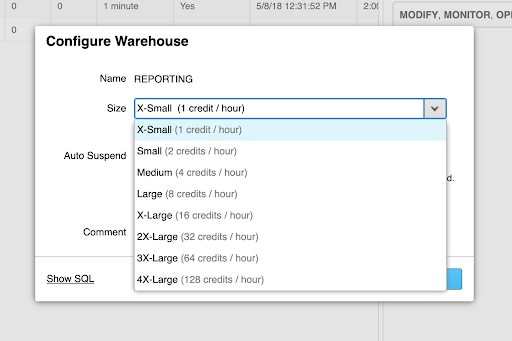 0 0 1 minute Yes 5/8/18 12:31:52 PM 2:00
MODIFY, MONITOR, OPE
0
Configure Warehouse
Name REPORTING
Size X-Small (1 credit / hour)
X-Small (1 credit / hour)
Small (2 credits / hour)
Auto Suspend
Medium (4 credits / hour)
d.
Large (8 credits / hour)
X-Large (16 credits / hour)
Comment
2X-Large (32 credits / hour)
3X-Large (64 credits / hour)
Show SQL
4X-Large (128 credits / hour)